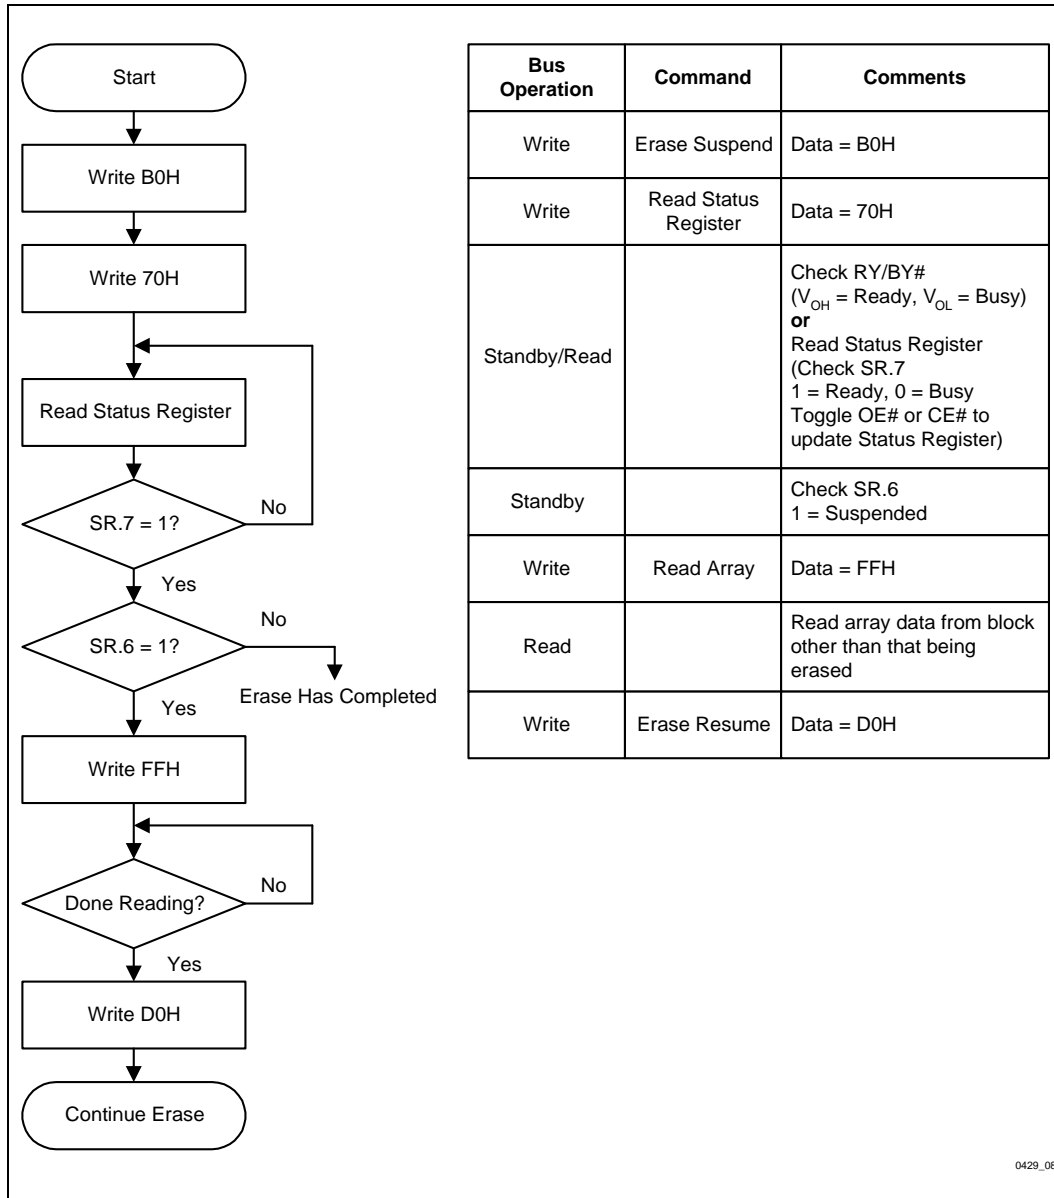 Start
Write B0H
Write 70H
Read Status Register
SR.7 = 1?
No
Yes
SR.6 = 1?
No
Erase Has Completed
Yes
Write FFH
Done Reading?
No
Yes
Write D0H
Continue Erase
Bus
Operation
Command
Comments
Write
Erase Suspend
Data = B0H
Write
Read Status
Register
Data = 70H
Standby/Read
Check RY/BY#
(VOH = Ready, VOL = Busy)
or
Read Status Register
(Check SR.7
1 = Ready, 0 = Busy
Toggle OE# or CE# to
update Status Register)
Standby
Check SR.6
1 = Suspended
Write
Read Array
Data = FFH
Read
Read array data from block
other than that being
erased
Write
Erase Resume
Data = D0H
0429_08